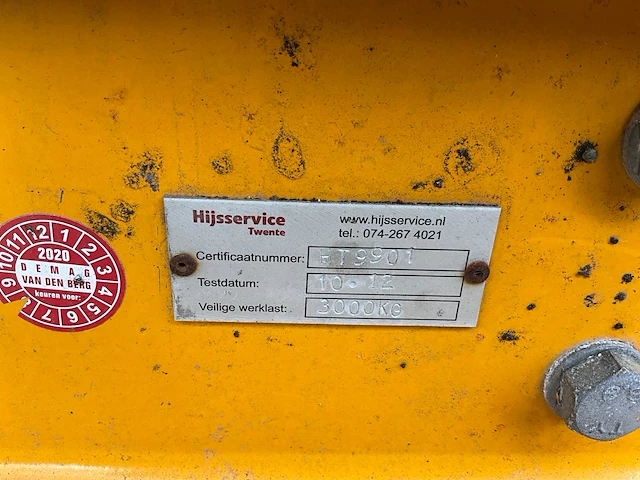 Hijsservice
Twente
www.hijsservice.nl
tel.: 074-267 4021
Certificaatnummer: HT9901
Testdatum: 10-12
Veilige werklast: 3000KG
12 1 2 3 4 5 6 7 9 10 11
2020
DEMAG
VAN DEN BERG
keuren voor: